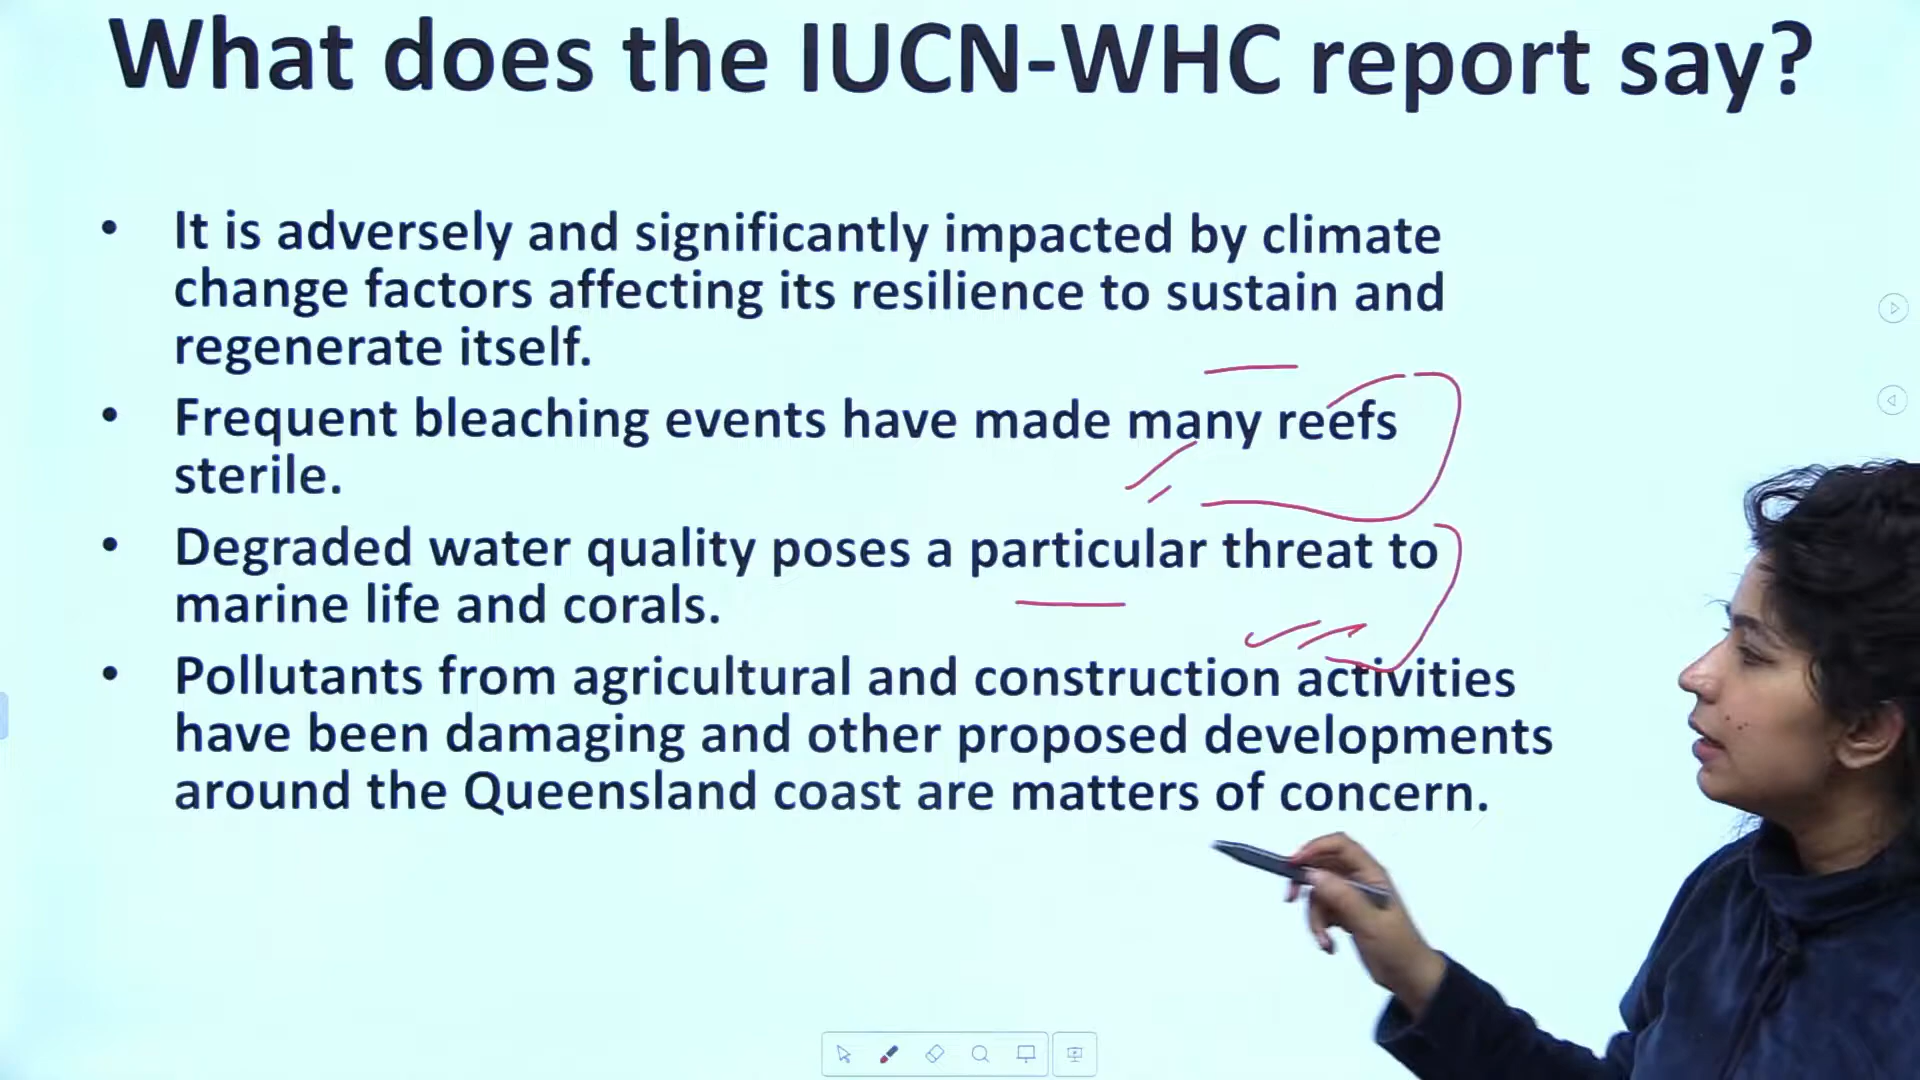 What does the IUCN-WHC report say?
• It is adversely and significantly impacted by climate
change factors affecting its resilience to sustain and
regenerate itself.
• Frequent bleaching events have made many reefs
sterile.
• Degraded water quality poses a particular threat to
marine life and corals.
• Pollutants from agricultural and construction activities
have been damaging and other proposed developments
around the Queensland coast are matters of concern.